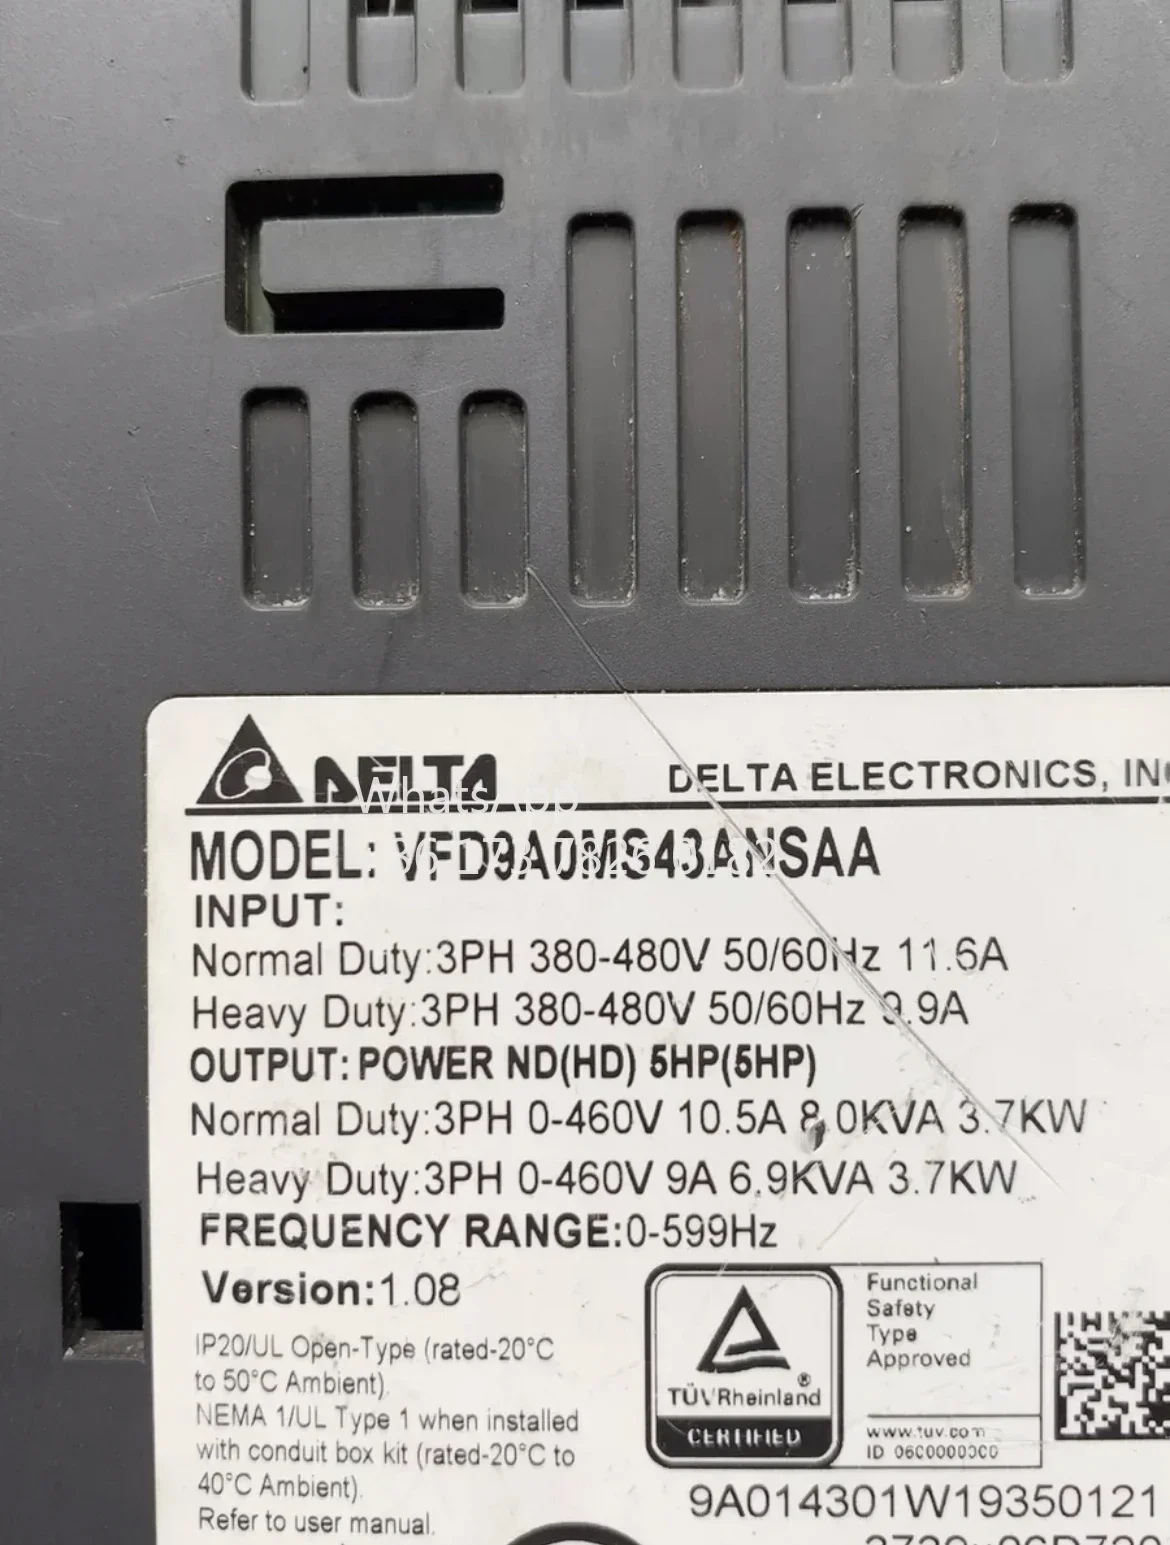 DELTA
DELTA ELECTRONICS, INC
WhatsApp
MODEL: VFD9A0MS43ANSAA
INPUT:
Normal Duty:3PH 380-480V 50/60Hz 11.6A
Heavy Duty:3PH 380-480V 50/60Hz 9.9A
OUTPUT: POWER ND(HD) 5HP(5HP)
Normal Duty:3PH 0-460V 10.5A 8.0KVA 3.7KW
Heavy Duty:3PH 0-460V 9A 6.9KVA 3.7KW
FREQUENCY RANGE:0-599Hz
Version:1.08
IP20/UL Open-Type (rated-20°C
to 50°C Ambient).
NEMA 1/UL Type 1 when installed
with conduit box kit (rated-20°C to
40°C Ambient).
Refer to user manual.
TÜVRheinland®
CERTIFIED
Functional
Safety
Type
Approved
www.tuv.com
ID 0600000000
9A014301W19350121